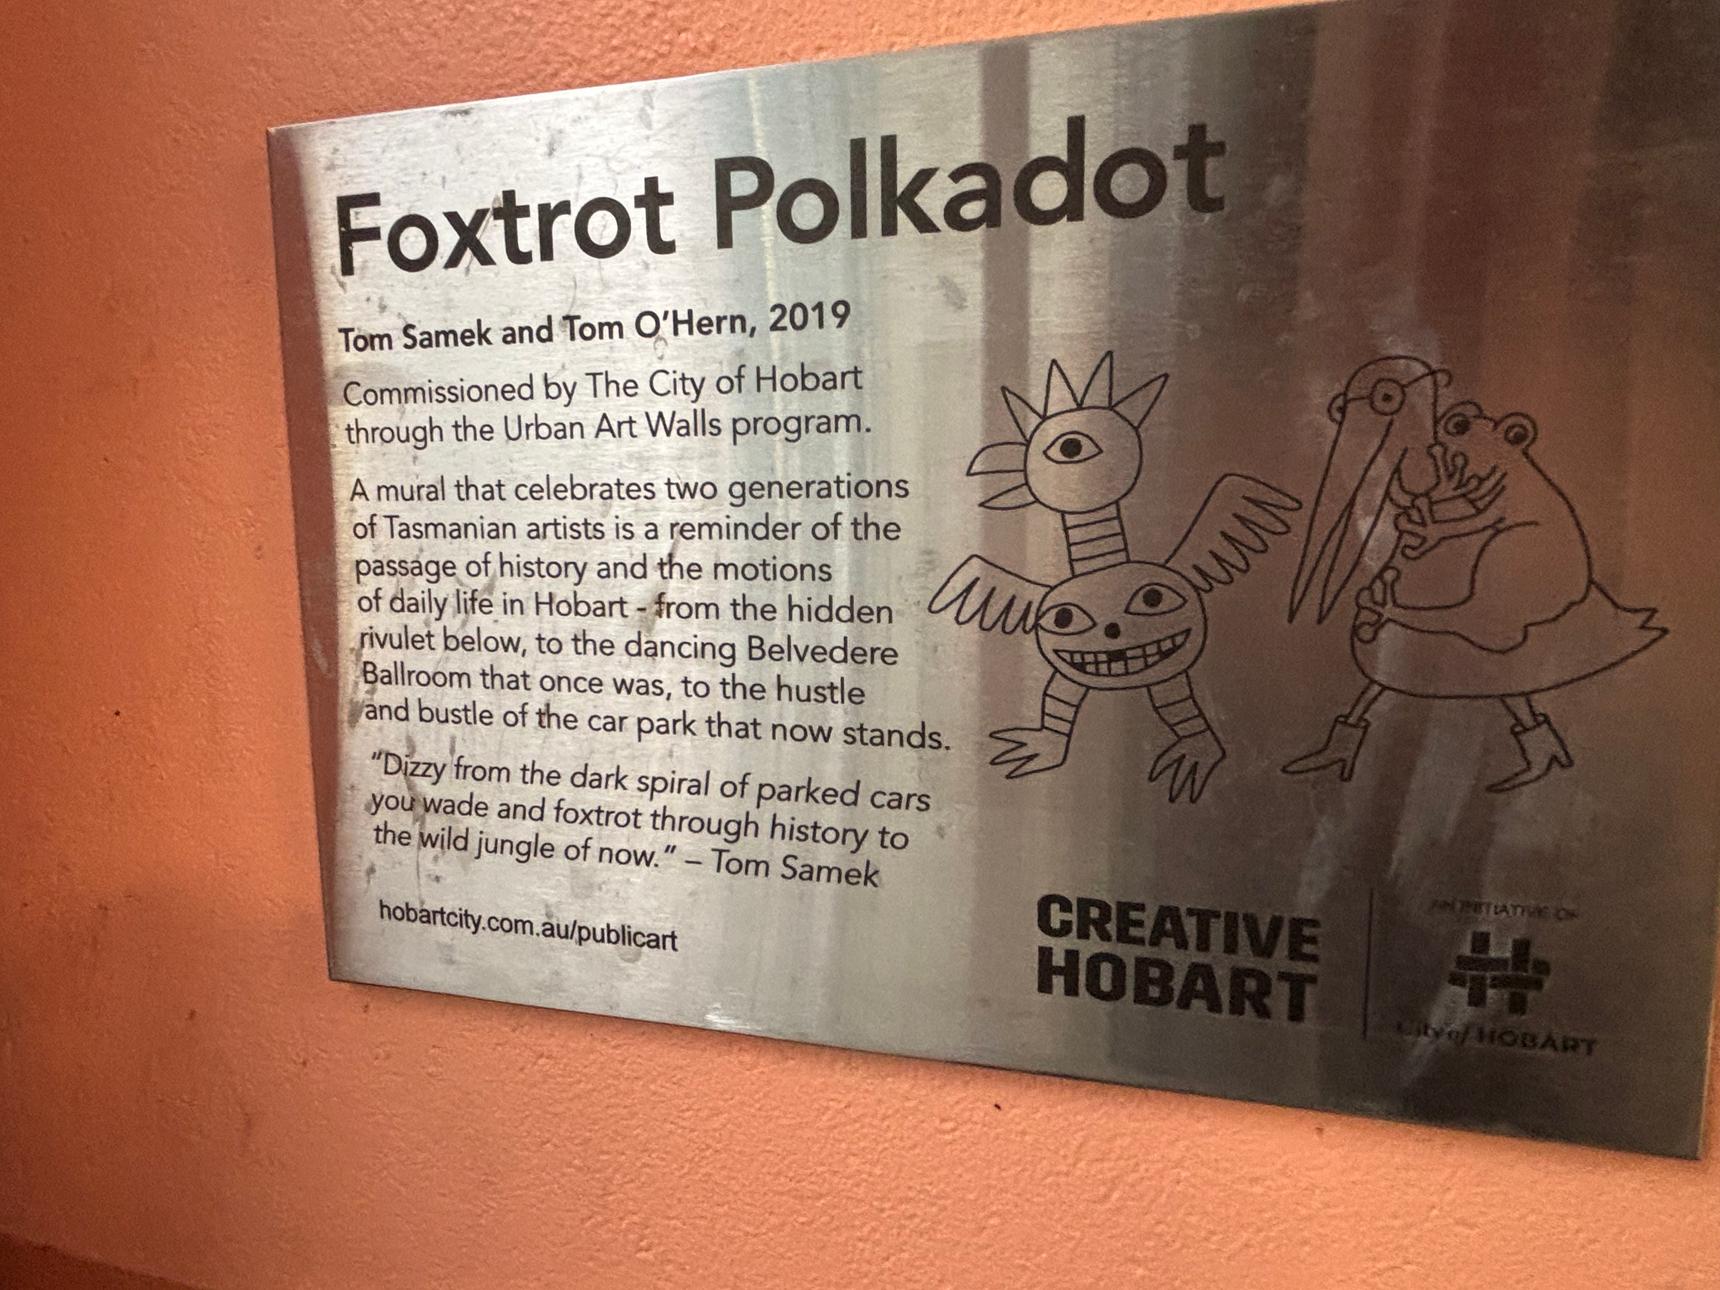 Foxtrot Polkadot
Tom Samek and Tom O'Hern, 2019
Commissioned by The City of Hobart
through the Urban Art Walls program.
A mural that celebrates two generations
of Tasmanian artists is a reminder of the
passage of history and the motions
of daily life in Hobart - from the hidden
rivulet below, to the dancing Belvedere
Ballroom that once was, to the hustle
and bustle of the car park that now stands.
"Dizzy from the dark spiral of parked cars
you wade and foxtrot through history to
the wild jungle of now." – Tom Samek
hobartcity.com.au/publicart
CREATIVE
HOBART
AN INITIATIVE OF
City of HOBART